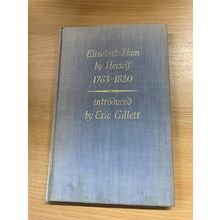 Elizabeth Ham
by Herself
1783-1820
introduced
by Eric Gillett